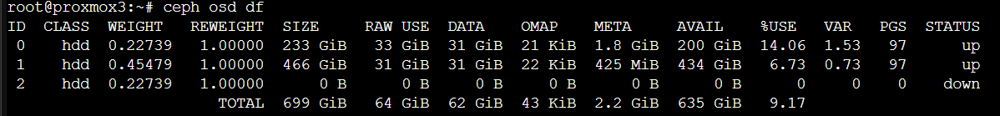 root@proxmox3:~# ceph osd df
ID CLASS WEIGHT REWEIGHT SIZE RAW USE DATA OMAP META AVAIL %USE VAR PGS STATUS
0 hdd 0.22739 1.00000 233 GiB 33 GiB 31 GiB 21 KiB 1.8 GiB 200 GiB 14.06 1.53 97 up
1 hdd 0.45479 1.00000 466 GiB 31 GiB 31 GiB 22 KiB 425 MiB 434 GiB 6.73 0.73 97 up
2 hdd 0.22739 1.00000 0 B 0 B 0 B 0 B 0 B 0 B 0 0 0 down
TOTAL 699 GiB 64 GiB 62 GiB 43 KiB 2.2 GiB 635 GiB 9.17